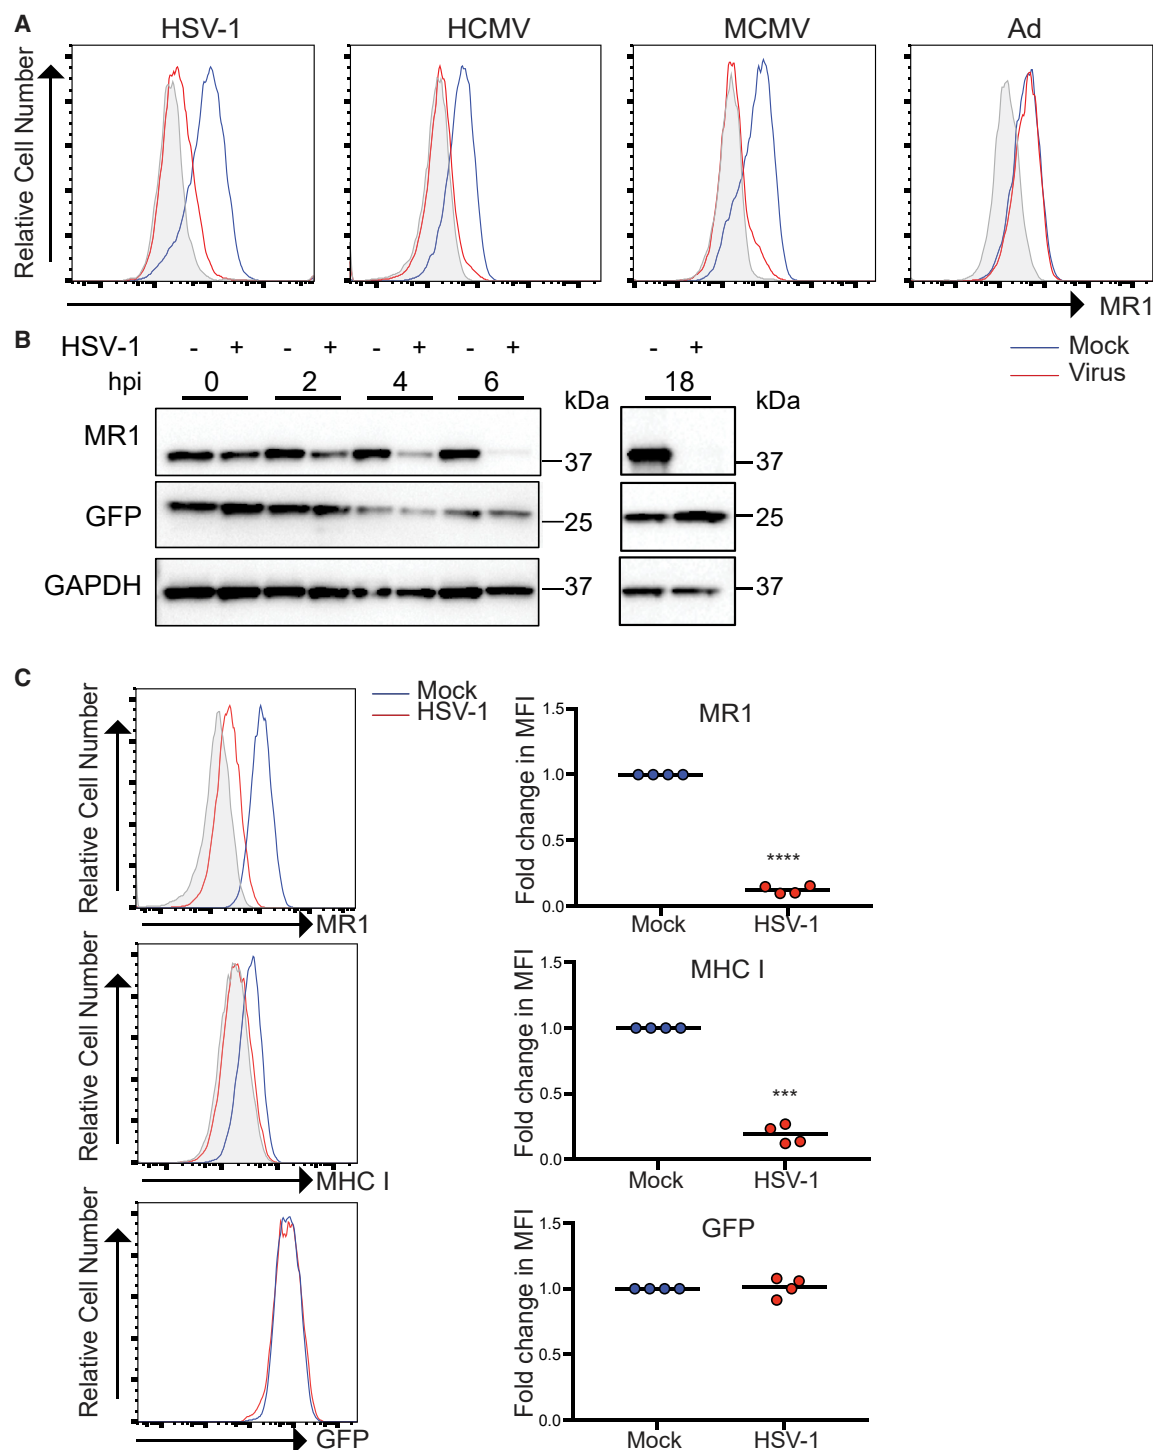 A
HSV-1 HCMV MCMV Ad
Relative Cell Number
MR1
Mock
Virus
B
HSV-1 - + - + - + - + - +
hpi 0 2 4 6 18
kDa kDa
MR1 37 37
GFP 25 25
GAPDH 37 37
C
Relative Cell Number
MR1
Mock
HSV-1
MR1
Fold change in MFI
1.5
1.0
0.5
0.0
****
Mock HSV-1
Relative Cell Number
MHC I
MHC I
Fold change in MFI
1.5
1.0
0.5
0.0
***
Mock HSV-1
Relative Cell Number
GFP
GFP
Fold change in MFI
1.5
1.0
0.5
0.0
Mock HSV-1